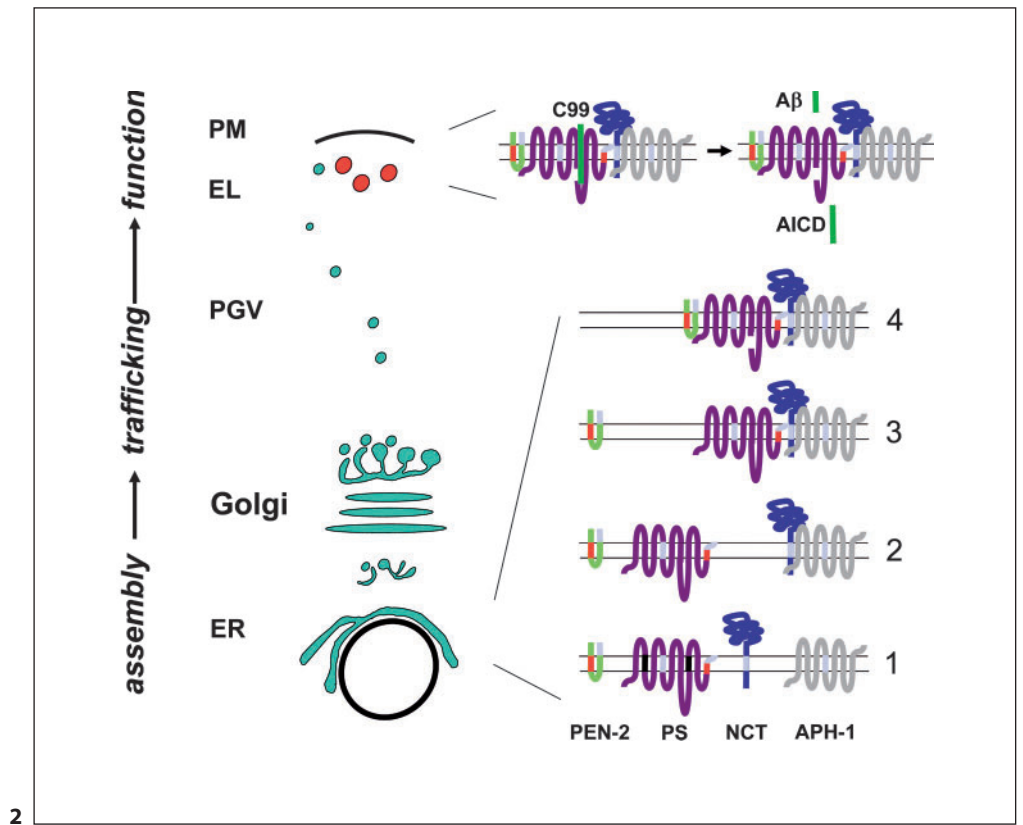 assembly → trafficking → function
PM
EL
PGV
Golgi
ER
C99
Aβ
AICD
4
3
2
1
PEN-2 PS NCT APH-1
2